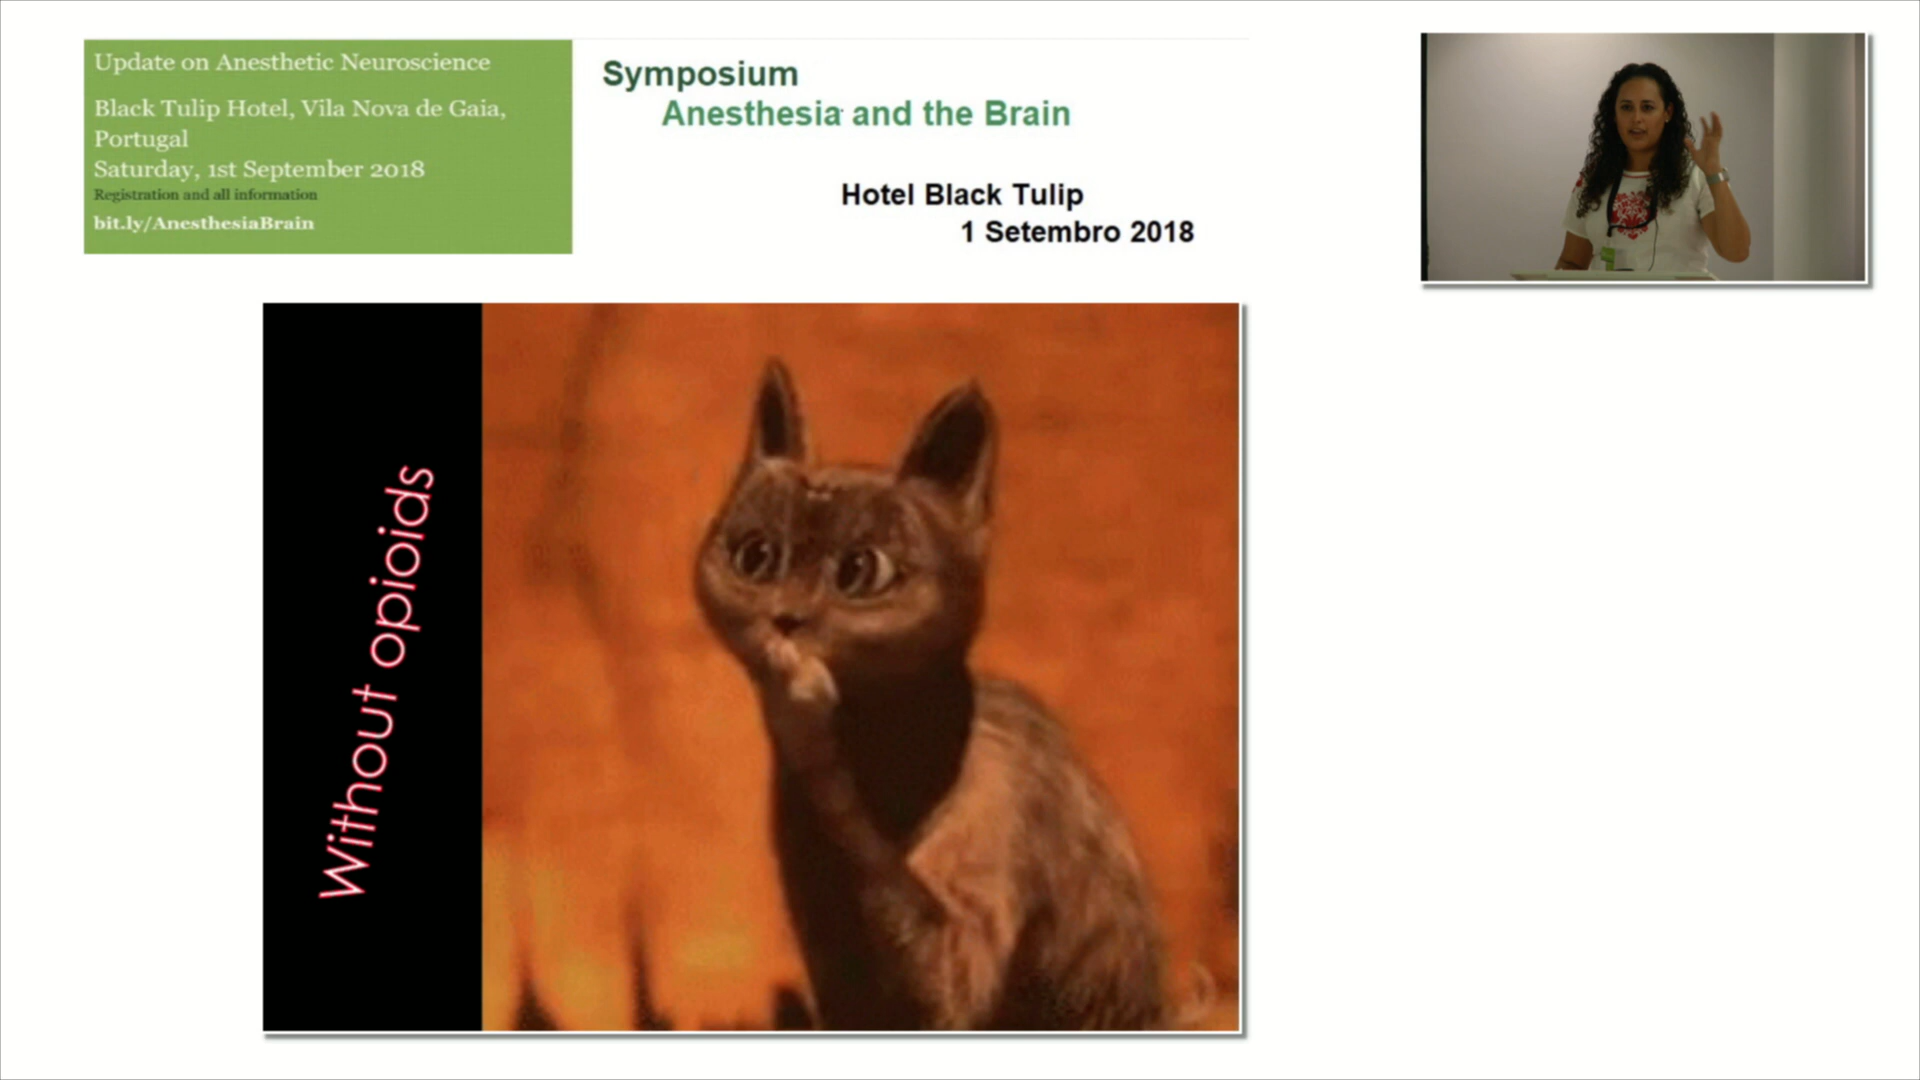 Update on Anesthetic Neuroscience
Black Tulip Hotel, Vila Nova de Gaia,
Portugal
Saturday, 1st September 2018
Registration and all information
bit.ly/AnesthesiaBrain
Symposium
Anesthesia and the Brain
Hotel Black Tulip
1 Setembro 2018
Without opioids